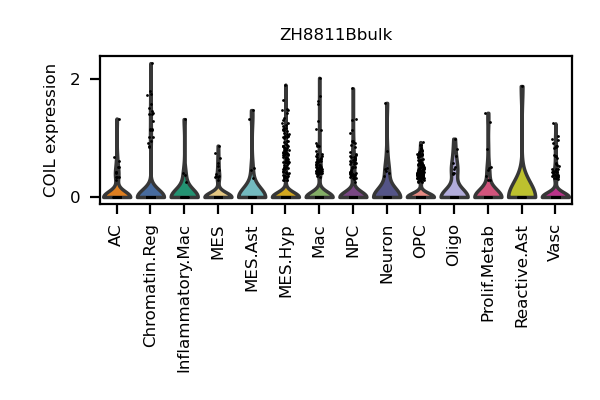 ZH8811Bbulk
COIL expression
2
0
AC
Chromatin.Reg
Inflammatory.Mac
MES
MES.Ast
MES.Hyp
Mac
NPC
Neuron
OPC
Oligo
Prolif.Metab
Reactive.Ast
Vasc